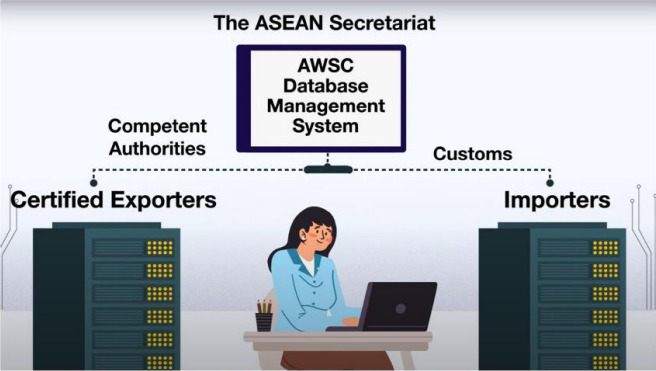 The ASEAN Secretariat
AWSC
Database
Management
System
Competent
Authorities
Customs
Certified Exporters
Importers